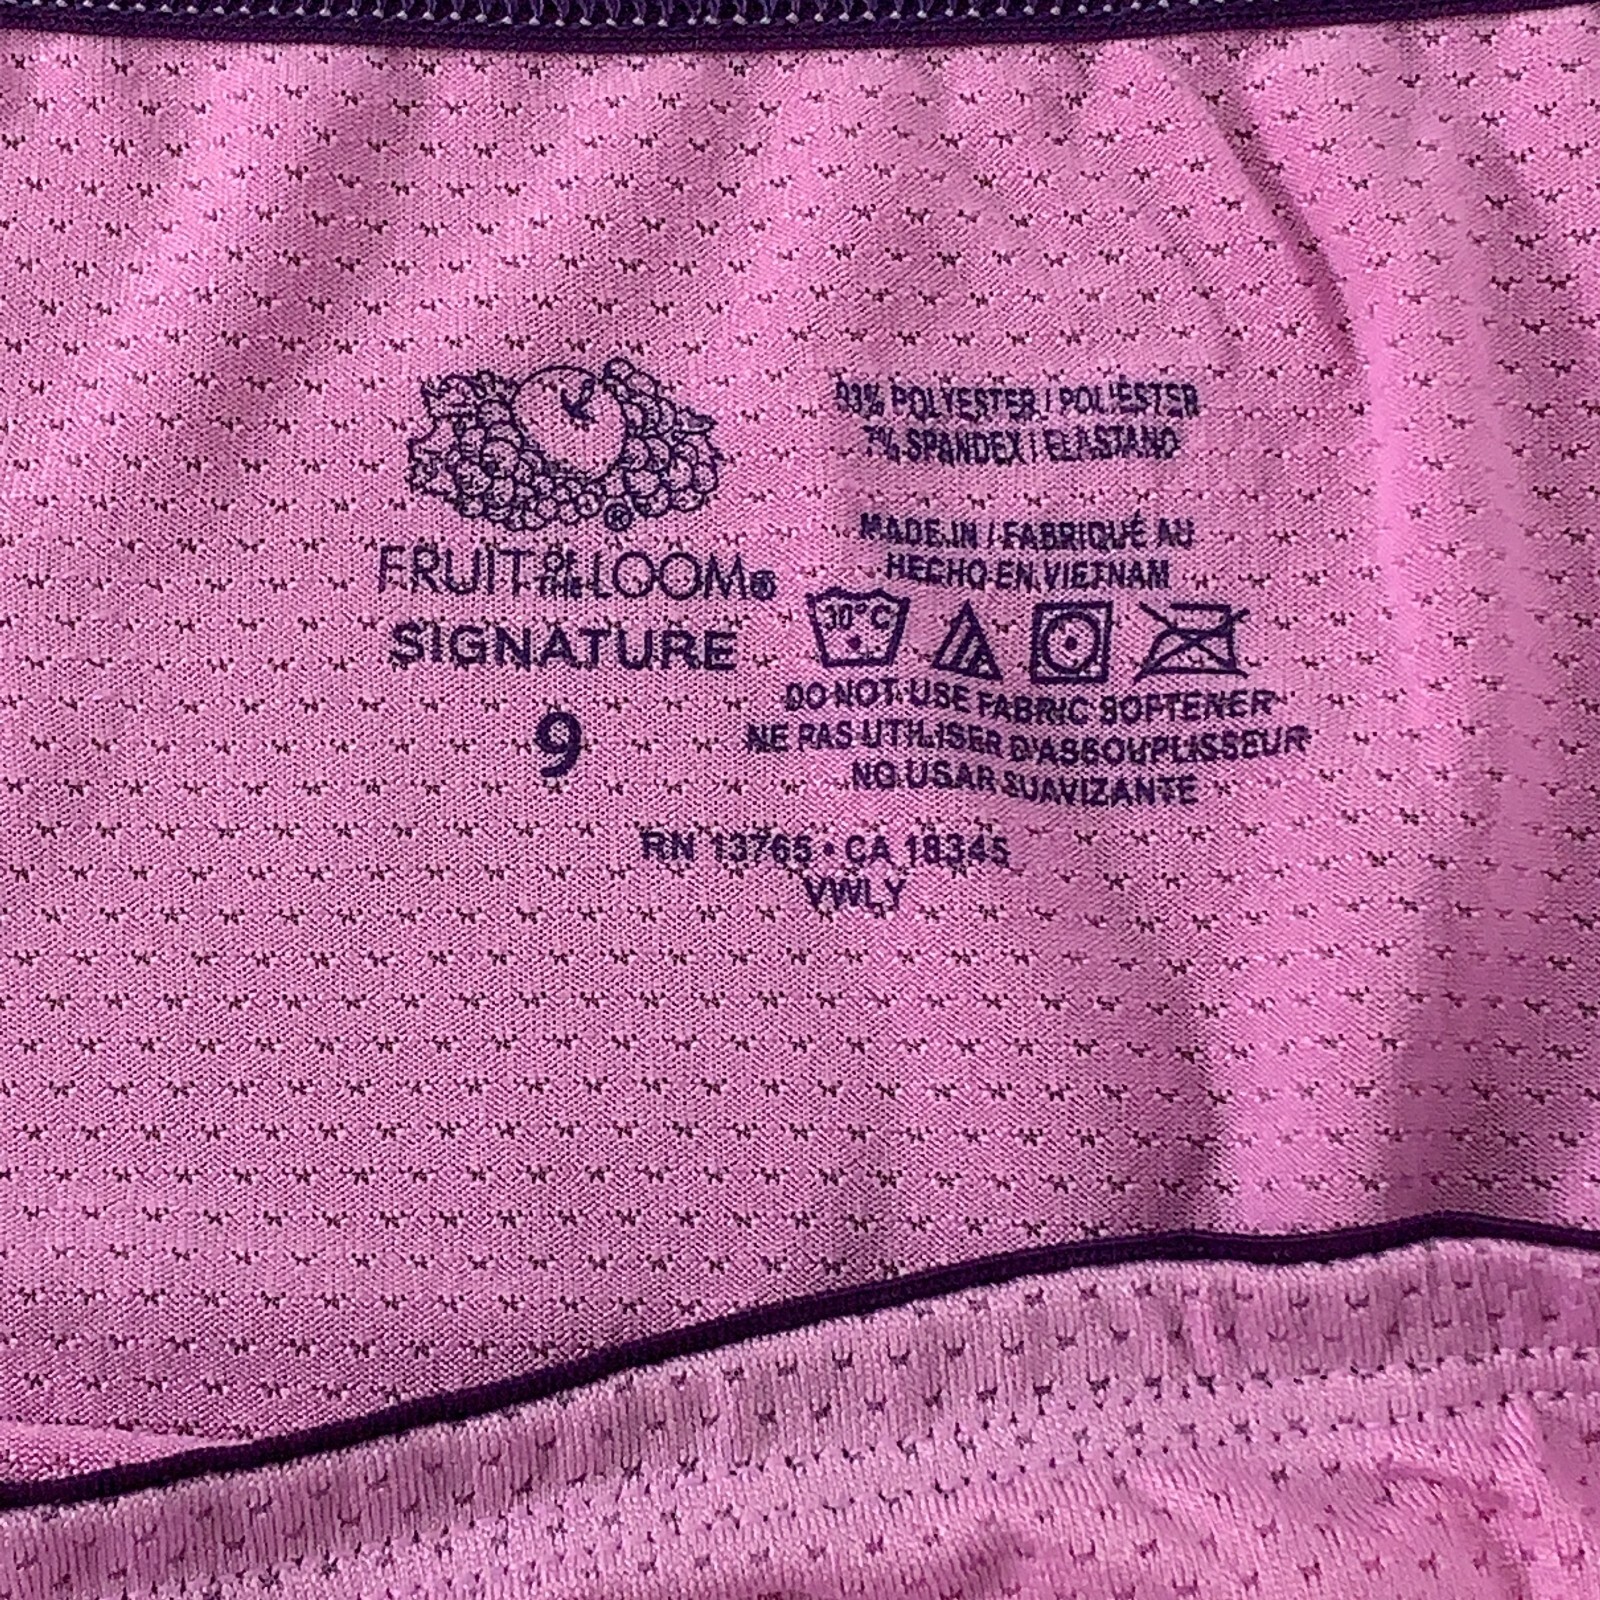 ®
FRUIT OF THE LOOM®
SIGNATURE
9
93% POLYESTER / POLIÉSTER
7% SPANDEX / ELASTANO
MADE IN / FABRIQUÉ AU
HECHO EN VIETNAM
30°C
DO NOT USE FABRIC SOFTENER
NE PAS UTILISER D'ASSOUPLISSEUR
NO USAR SUAVIZANTE
RN 13765 • CA 18345
VWLY